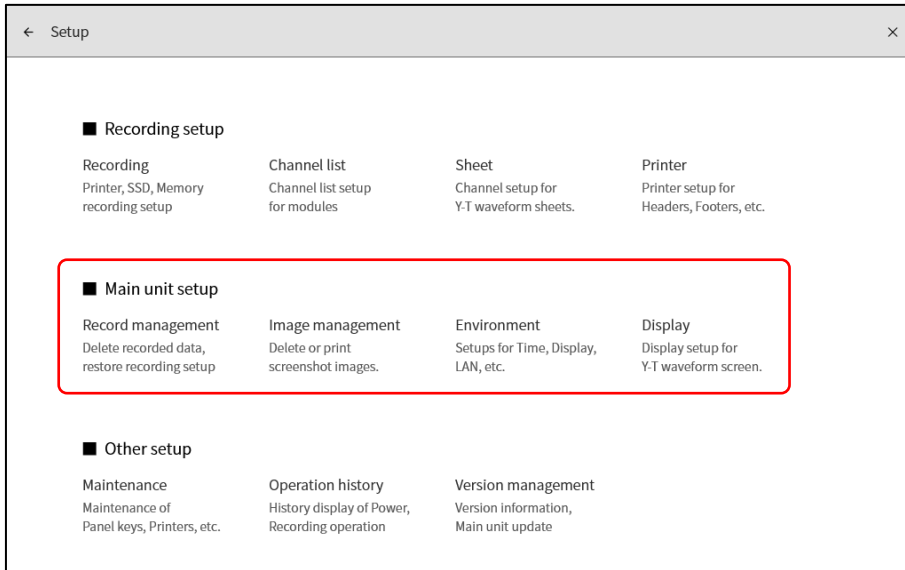 ← Setup ×
■ Recording setup
Recording
Printer, SSD, Memory
recording setup
Channel list
Channel list setup
for modules
Sheet
Channel setup for
Y-T waveform sheets.
Printer
Printer setup for
Headers, Footers, etc.
■ Main unit setup
Record management
Delete recorded data,
restore recording setup
Image management
Delete or print
screenshot images.
Environment
Setups for Time, Display,
LAN, etc.
Display
Display setup for
Y-T waveform screen.
■ Other setup
Maintenance
Maintenance of
Panel keys, Printers, etc.
Operation history
History display of Power,
Recording operation
Version management
Version information,
Main unit update